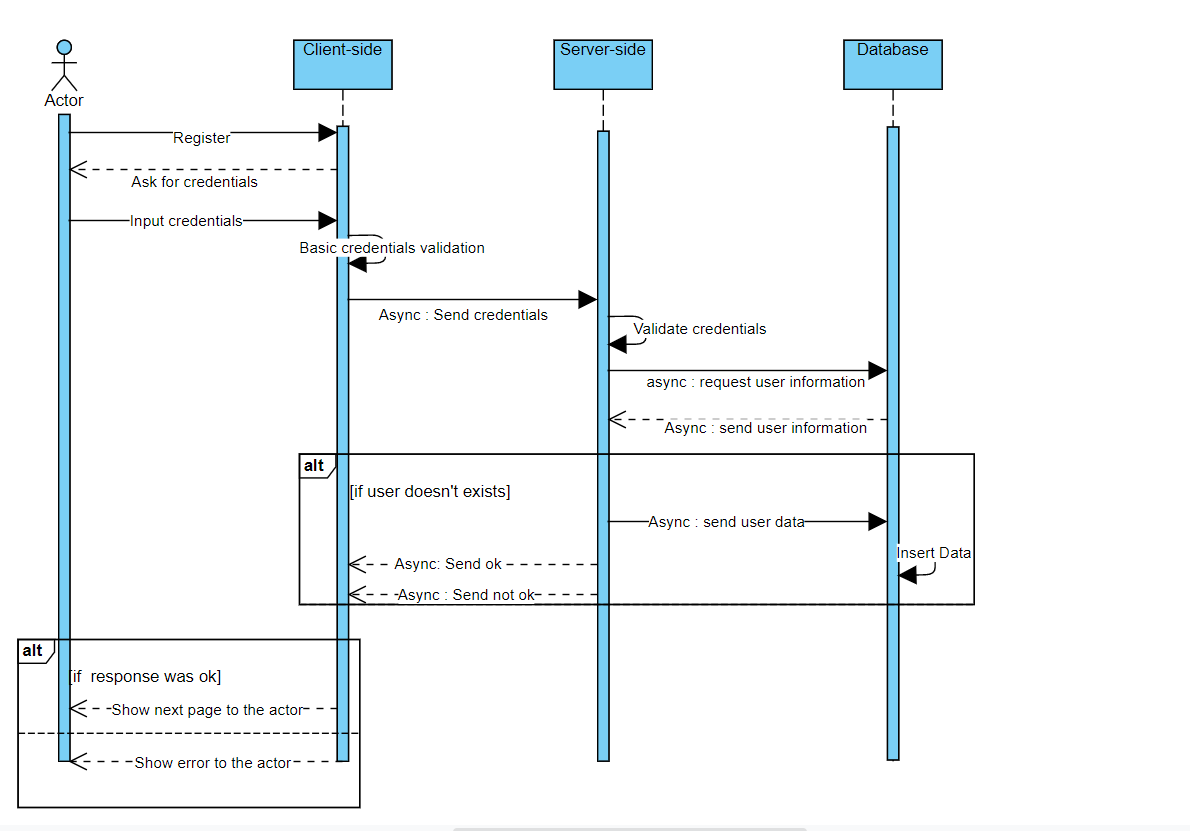 Client-side
Server-side
Database
Actor
Register
Ask for credentials
Input credentials
Basic credentials validation
Async : Send credentials
Validate credentials
async : request user information
Async : send user information
alt
[if user doesn't exists]
Async : send user data
Insert Data
Async: Send ok
Async : Send not ok
alt
[if  response was ok]
Show next page to the actor
Show error to the actor